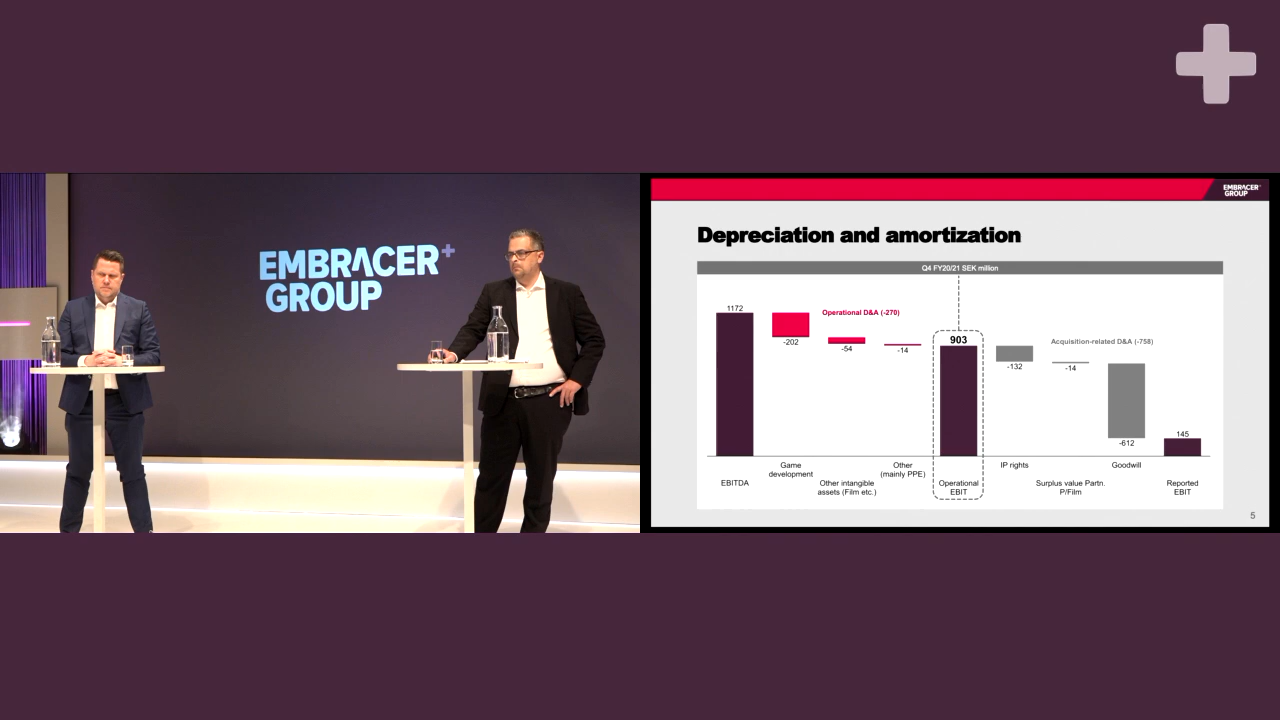 EMBRACER+
GROUP
EMBRACER+
GROUP
Depreciation and amortization
Q4 FY20/21 SEK million
1172
Operational D&A (-270)
-202
-54
-14
903
Acquisition-related D&A (-758)
-132
-14
-612
145
EBITDA
Game
development
Other intangible
assets (Film etc.)
Other
(mainly PPE)
Operational
EBIT
IP rights
Surplus value Partn.
P/Film
Goodwill
Reported
EBIT
5